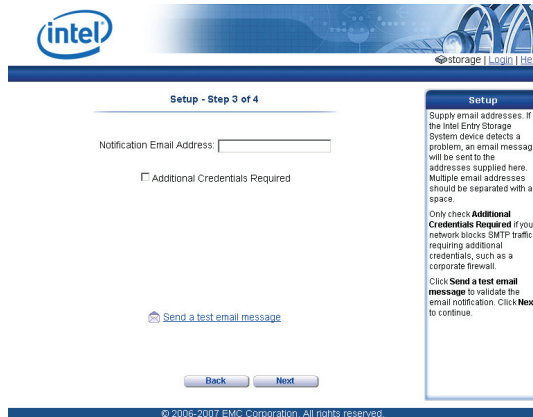 intel
storage | Login | He
Setup - Step 3 of 4
Notification Email Address:
Additional Credentials Required
Send a test email message
Back Next
Setup
Supply email addresses. If
the Intel Entry Storage
System device detects a
problem, an email messag
will be sent to the
addresses supplied here.
Multiple email addresses
should be separated with a
space.
Only check Additional
Credentials Required if you
network blocks SMTP traffic
requiring additional
credentials, such as a
corporate firewall.
Click Send a test email
message to validate the
email notification. Click Nex
to continue.
© 2006-2007 EMC Corporation. All rights reserved.